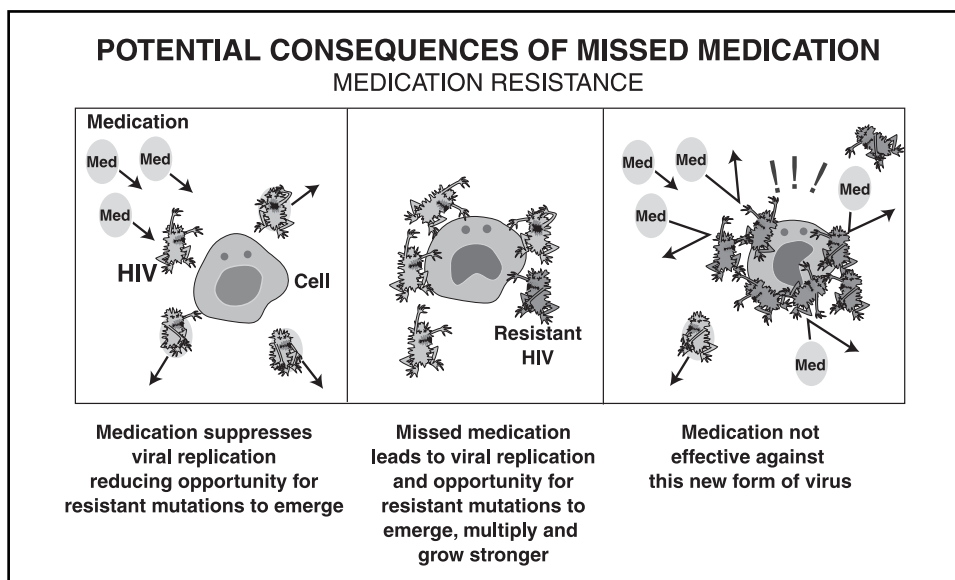 POTENTIAL CONSEQUENCES OF MISSED MEDICATION
MEDICATION RESISTANCE
Medication
Med
Med
Med
HIV
Cell
Medication suppresses
viral replication
reducing opportunity for
resistant mutations to emerge
Resistant
HIV
Missed medication
leads to viral replication
and opportunity for
resistant mutations to
emerge, multiply and
grow stronger
Med
Med
!!!
Med
Med
Med
Medication not
effective against
this new form of virus